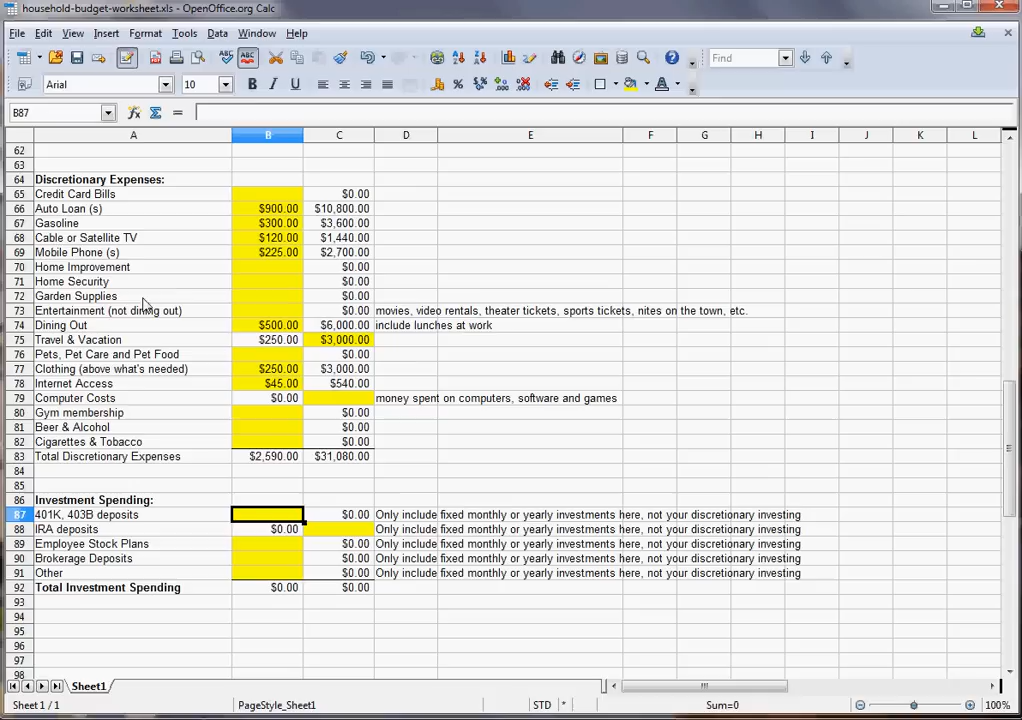 household-budget-worksheet.xls - OpenOffice.org Calc
File Edit View Insert Format Tools Data Window Help
Find
Arial 10
B87
A B C D E F G H I J K L
62
63
64 Discretionary Expenses:
65 Credit Card Bills $0.00
66 Auto Loan (s) $900.00 $10,800.00
67 Gasoline $300.00 $3,600.00
68 Cable or Satellite TV $120.00 $1,440.00
69 Mobile Phone (s) $225.00 $2,700.00
70 Home Improvement $0.00
71 Home Security $0.00
72 Garden Supplies $0.00
73 Entertainment (not dining out) $0.00 movies, video rentals, theater tickets, sports tickets, nites on the town, etc.
74 Dining Out $500.00 $6,000.00 include lunches at work
75 Travel & Vacation $250.00 $3,000.00
76 Pets, Pet Care and Pet Food $0.00
77 Clothing (above what's needed) $250.00 $3,000.00
78 Internet Access $45.00 $540.00
79 Computer Costs $0.00 money spent on computers, software and games
80 Gym membership $0.00
81 Beer & Alcohol $0.00
82 Cigarettes & Tobacco $0.00
83 Total Discretionary Expenses $2,590.00 $31,080.00
84
85
86 Investment Spending:
87 401K, 403B deposits $0.00 Only include fixed monthly or yearly investments here, not your discretionary investing
88 IRA deposits $0.00 Only include fixed monthly or yearly investments here, not your discretionary investing
89 Employee Stock Plans $0.00 Only include fixed monthly or yearly investments here, not your discretionary investing
90 Brokerage Deposits $0.00 Only include fixed monthly or yearly investments here, not your discretionary investing
91 Other $0.00 Only include fixed monthly or yearly investments here, not your discretionary investing
92 Total Investment Spending $0.00 $0.00
93
94
95
96
97
98
Sheet1
Sheet 1 / 1 PageStyle_Sheet1 STD * Sum=0 100%